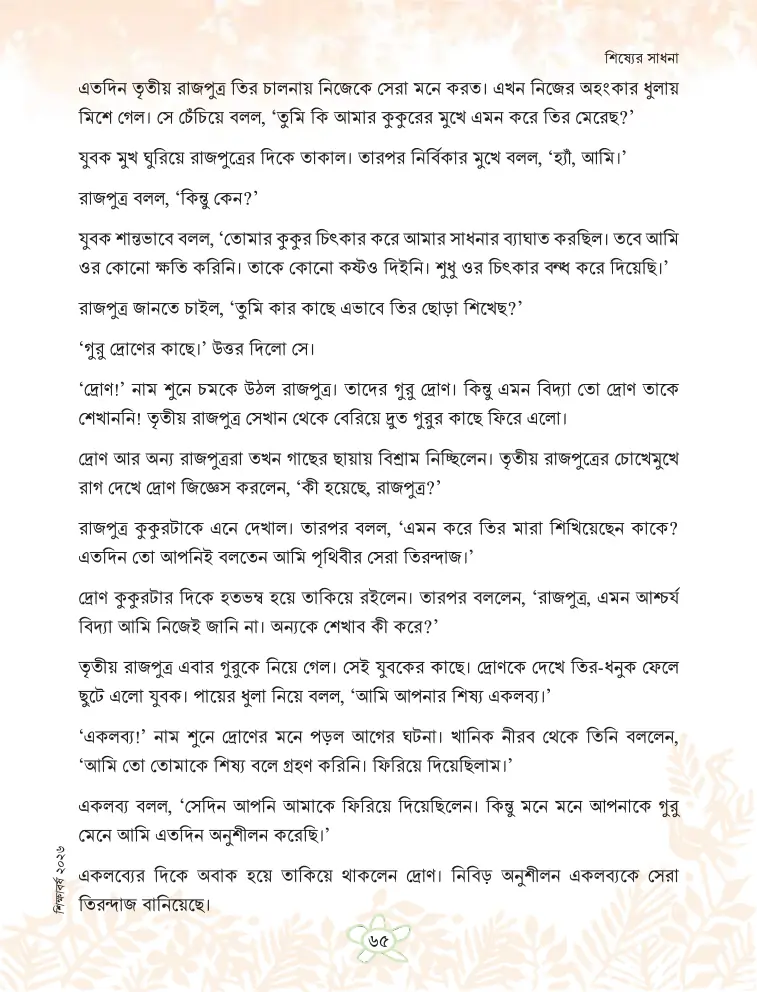 শিষ্যের সাধনা
এতদিন তৃতীয় রাজপুত্র তির চালনায় নিজেকে সেরা মনে করত। এখন নিজের অহংকার ধুলায়
মিশে গেল। সে চেঁচিয়ে বলল, ‘তুমি কি আমার কুকুরের মুখে এমন করে তির মেরেছ?’
যুবক মুখ ঘুরিয়ে রাজপুত্রের দিকে তাকাল। তারপর নির্বিকার মুখে বলল, ‘হ্যাঁ, আমি।’
রাজপুত্র বলল, ‘কিন্তু কেন?’
যুবক শান্তভাবে বলল, ‘তোমার কুকুর চিৎকার করে আমার সাধনার ব্যাঘাত করছিল। তবে আমি
ওর কোনো ক্ষতি করিনি। তাকে কোনো কষ্টও দিইনি। শুধু ওর চিৎকার বন্ধ করে দিয়েছি।’
রাজপুত্র জানতে চাইল, ‘তুমি কার কাছে এভাবে তির ছোড়া শিখেছ?’
‘গুরু দ্রোণের কাছে।’ উত্তর দিলো সে।
‘দ্রোণ!’ নাম শুনে চমকে উঠল রাজপুত্র। তাদের গুরু দ্রোণ। কিন্তু এমন বিদ্যা তো দ্রোণ তাকে
শেখাননি! তৃতীয় রাজপুত্র সেখান থেকে বেরিয়ে দ্রুত গুরুর কাছে ফিরে এলো।
দ্রোণ আর অন্য রাজপুত্ররা তখন গাছের ছায়ায় বিশ্রাম নিচ্ছিলেন। তৃতীয় রাজপুত্রের চোখেমুখে
রাগ দেখে দ্রোণ জিজ্ঞেস করলেন, ‘কী হয়েছে, রাজপুত্র?’
রাজপুত্র কুকুরটাকে এনে দেখাল। তারপর বলল, ‘এমন করে তির মারা শিখিয়েছেন কাকে?
এতদিন তো আপনিই বলতেন আমি পৃথিবীর সেরা তিরন্দাজ।’
দ্রোণ কুকুরটার দিকে হতভম্ব হয়ে তাকিয়ে রইলেন। তারপর বললেন, ‘রাজপুত্র, এমন আশ্চর্য
বিদ্যা আমি নিজেই জানি না। অন্যকে শেখাব কী করে?’
তৃতীয় রাজপুত্র এবার গুরুকে নিয়ে গেল। সেই যুবকের কাছে। দ্রোণকে দেখে তির-ধনুক ফেলে
ছুটে এলো যুবক। পায়ের ধুলা নিয়ে বলল, ‘আমি আপনার শিষ্য একলব্য।’
‘একলব্য!’ নাম শুনে দ্রোণের মনে পড়ল আগের ঘটনা। খানিক নীরব থেকে তিনি বললেন,
‘আমি তো তোমাকে শিষ্য বলে গ্রহণ করিনি। ফিরিয়ে দিয়েছিলাম।’
একলব্য বলল, ‘সেদিন আপনি আমাকে ফিরিয়ে দিয়েছিলেন। কিন্তু মনে মনে আপনাকে গুরু
মেনে আমি এতদিন অনুশীলন করেছি।’
একলব্যের দিকে অবাক হয়ে তাকিয়ে থাকলেন দ্রোণ। নিবিড় অনুশীলন একলব্যকে সেরা
তিরন্দাজ বানিয়েছে।
শিক্ষাবর্ষ ২০২৬
৬৫